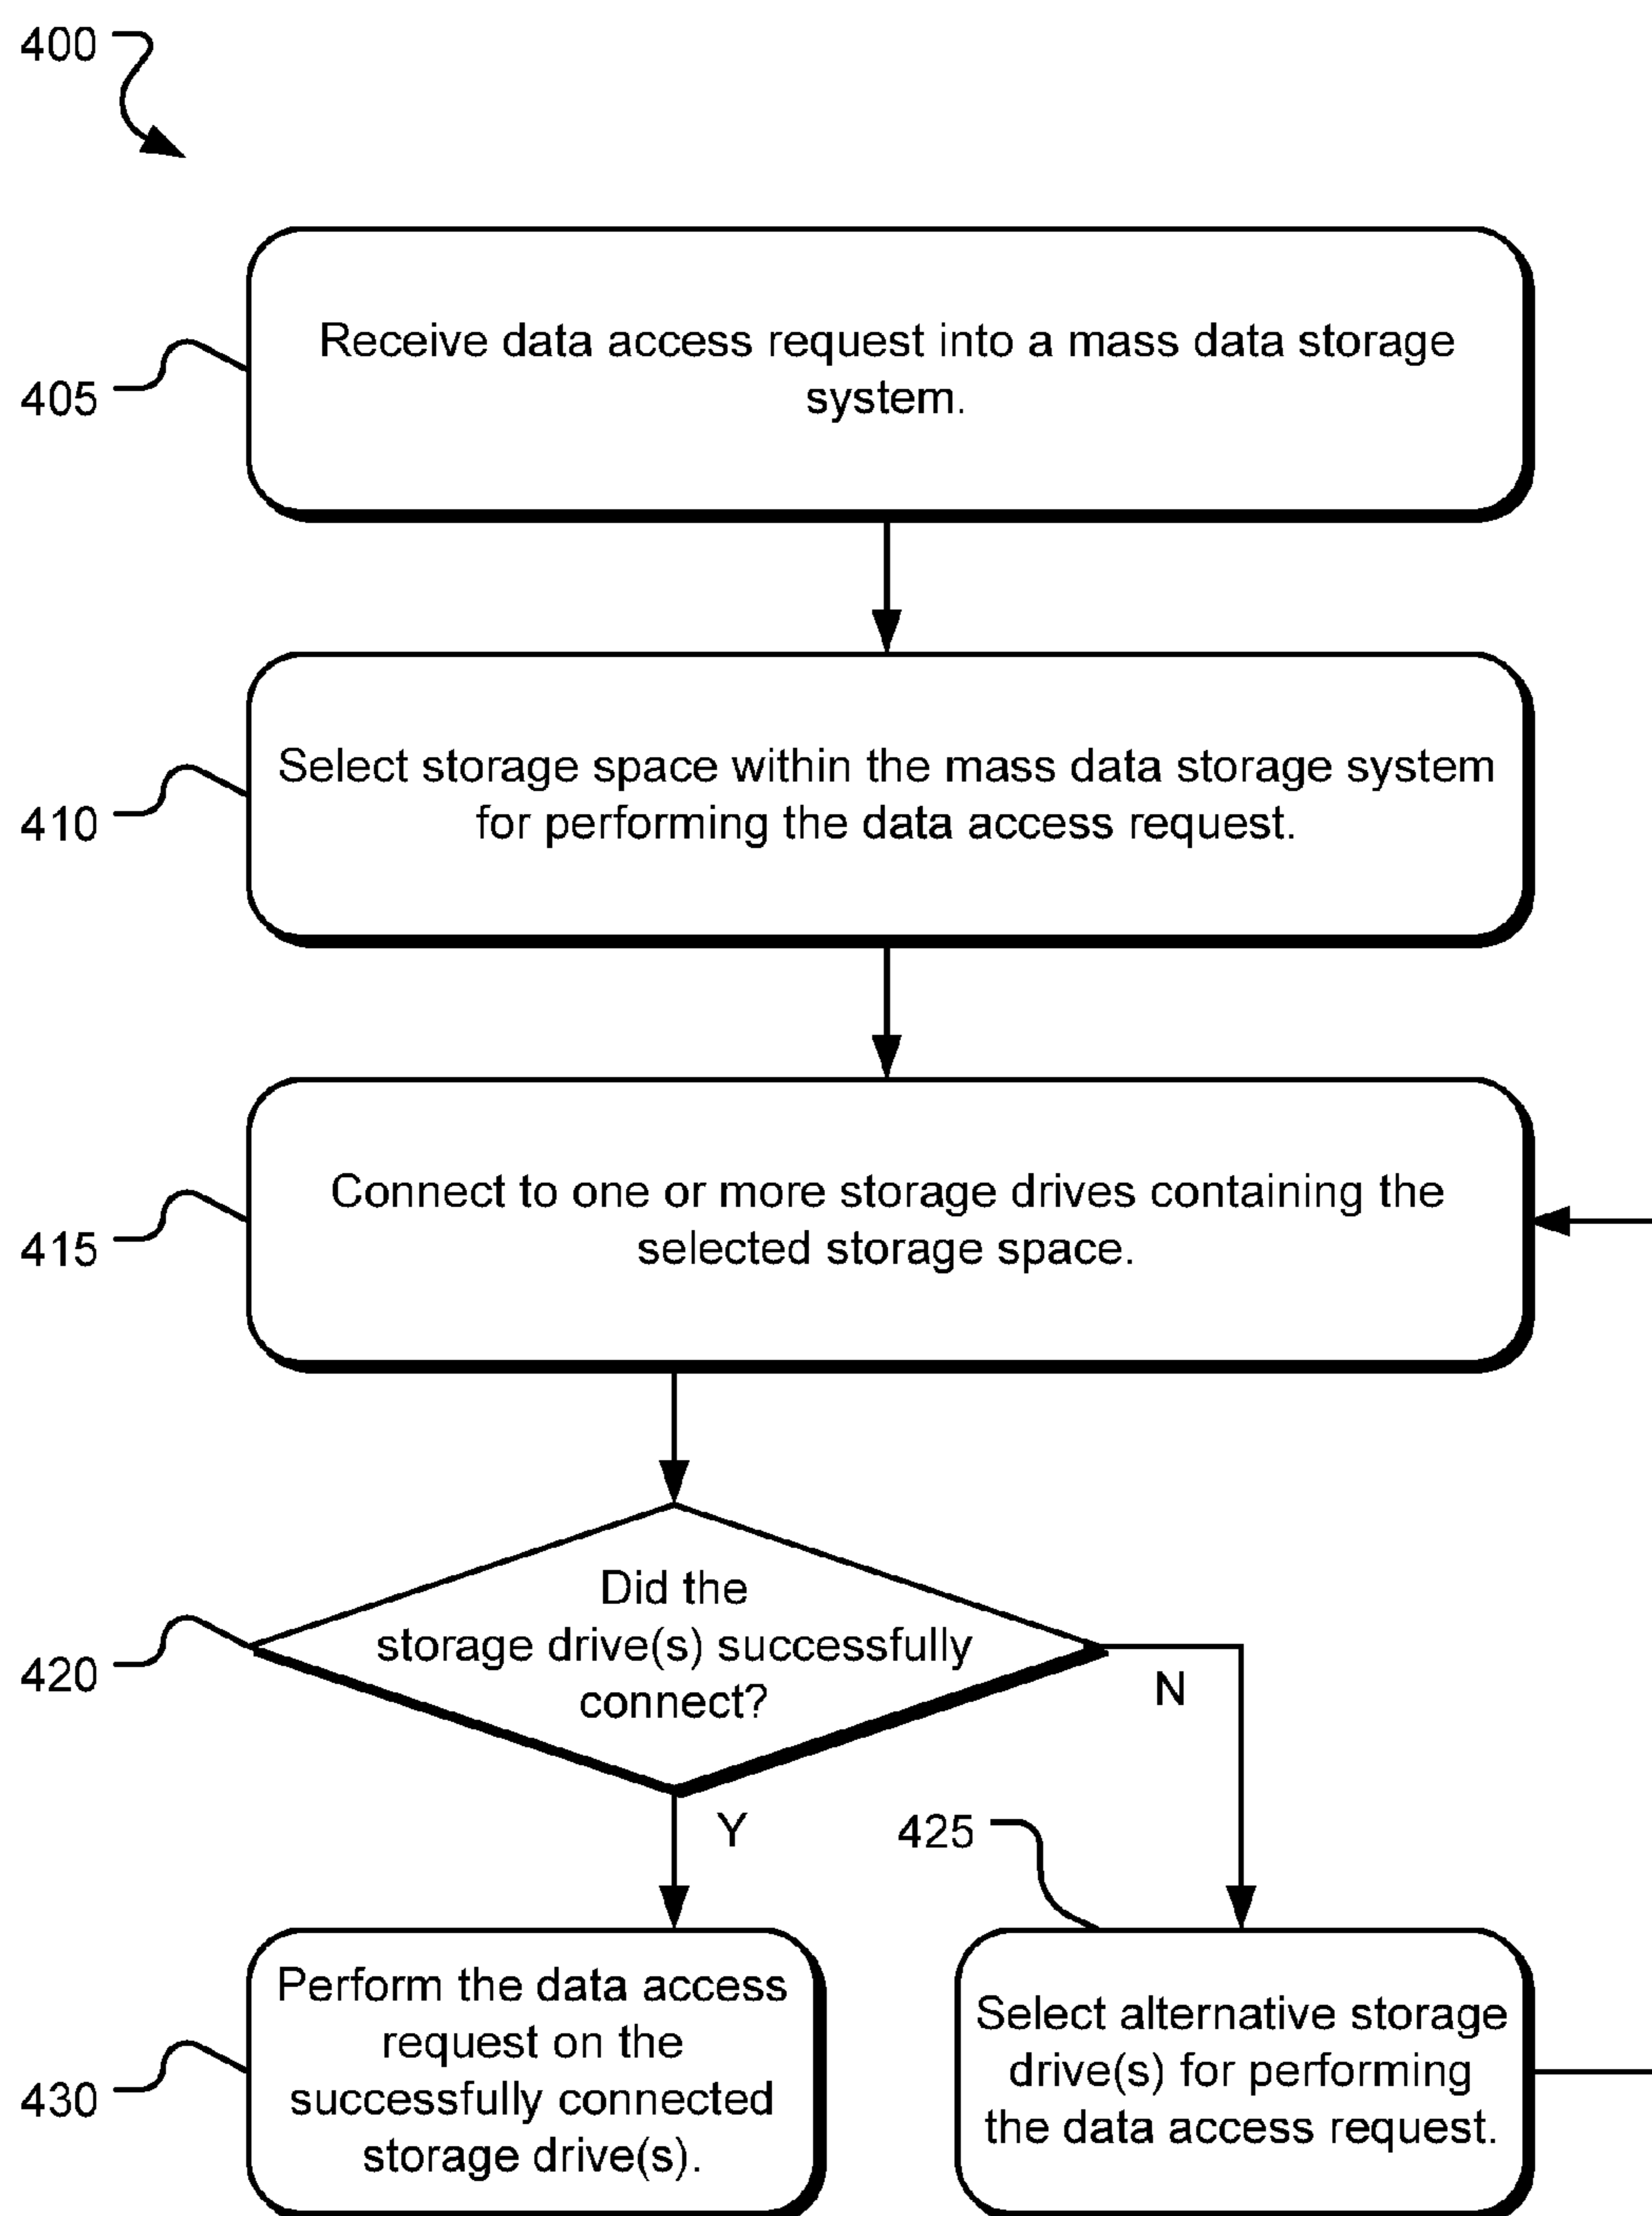 400
Receive data access request into a mass data storage
system.
405
Select storage space within the mass data storage system
for performing the data access request.
410
Connect to one or more storage drives containing the
selected storage space.
415
Did the
storage drive(s) successfully
connect?
420
N
Y
425
Perform the data access
request on the
successfully connected
storage drive(s).
430
Select alternative storage
drive(s) for performing
the data access request.